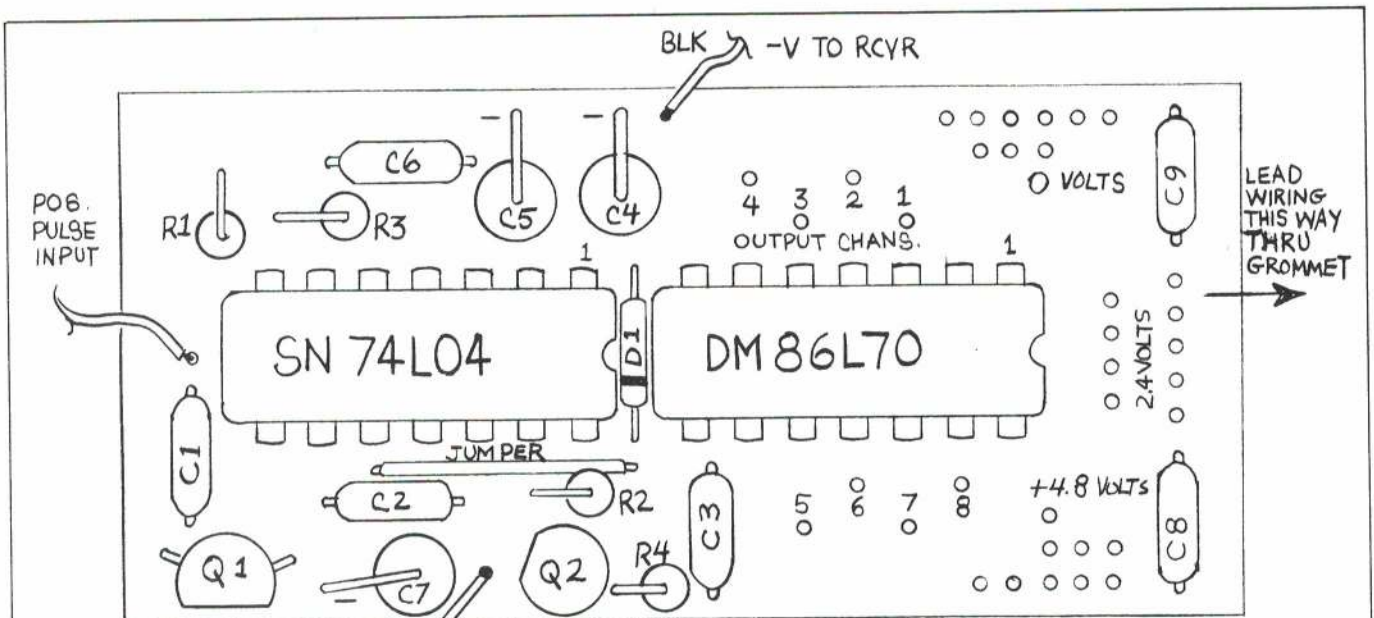 BLK -V TO RCVR
C6
C5
C4
C9
O VOLTS
LEAD
WIRING
THIS WAY
THRU
GROMMET
POS.
PULSE
INPUT
R1
R3
4 3 2 1
OUTPUT CHANS.
1
1
SN 74L04
D1
DM 86L70
2.4 VOLTS
C1
JUMPER
C2
R2
C3
5 6 7 8
+4.8 VOLTS
C8
Q1
C7
Q2
R4